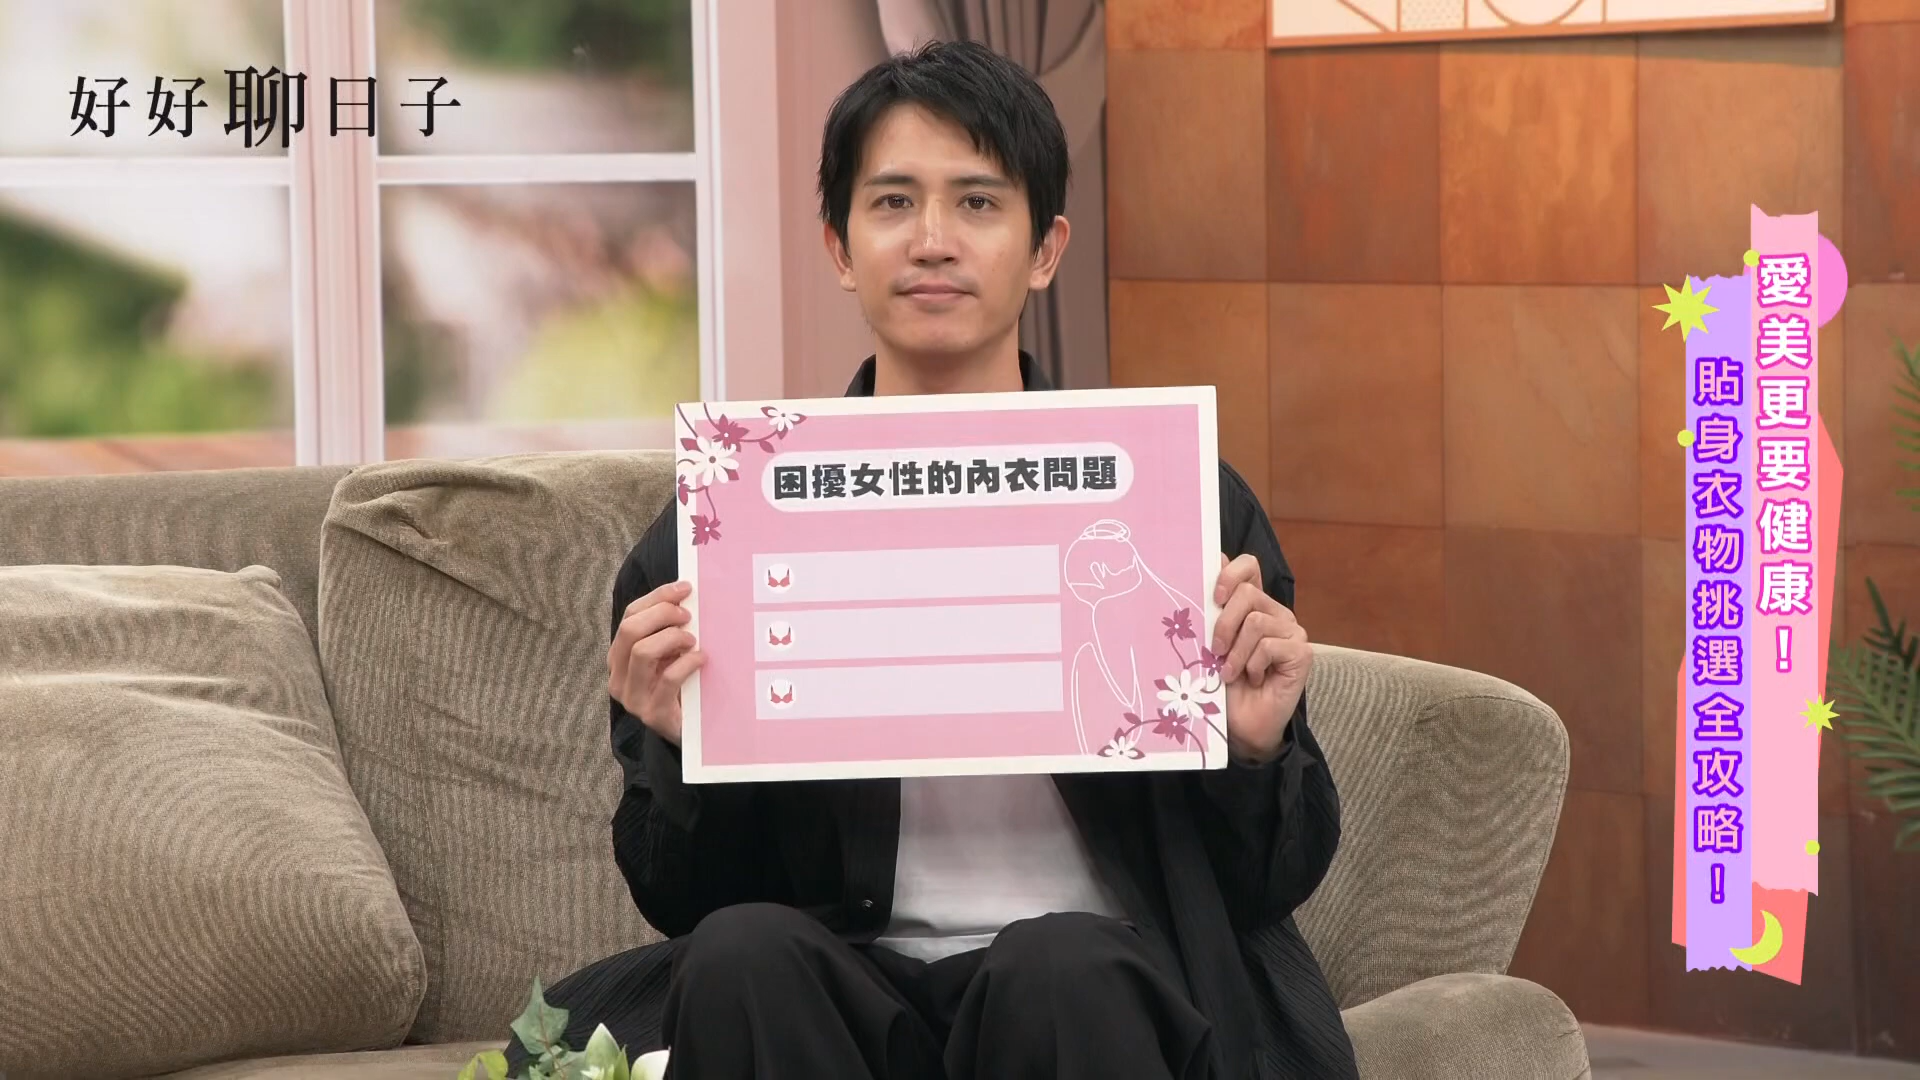 好好聊日子
困擾女性的內衣問題
愛美更要健康！
貼身衣物挑選全攻略！